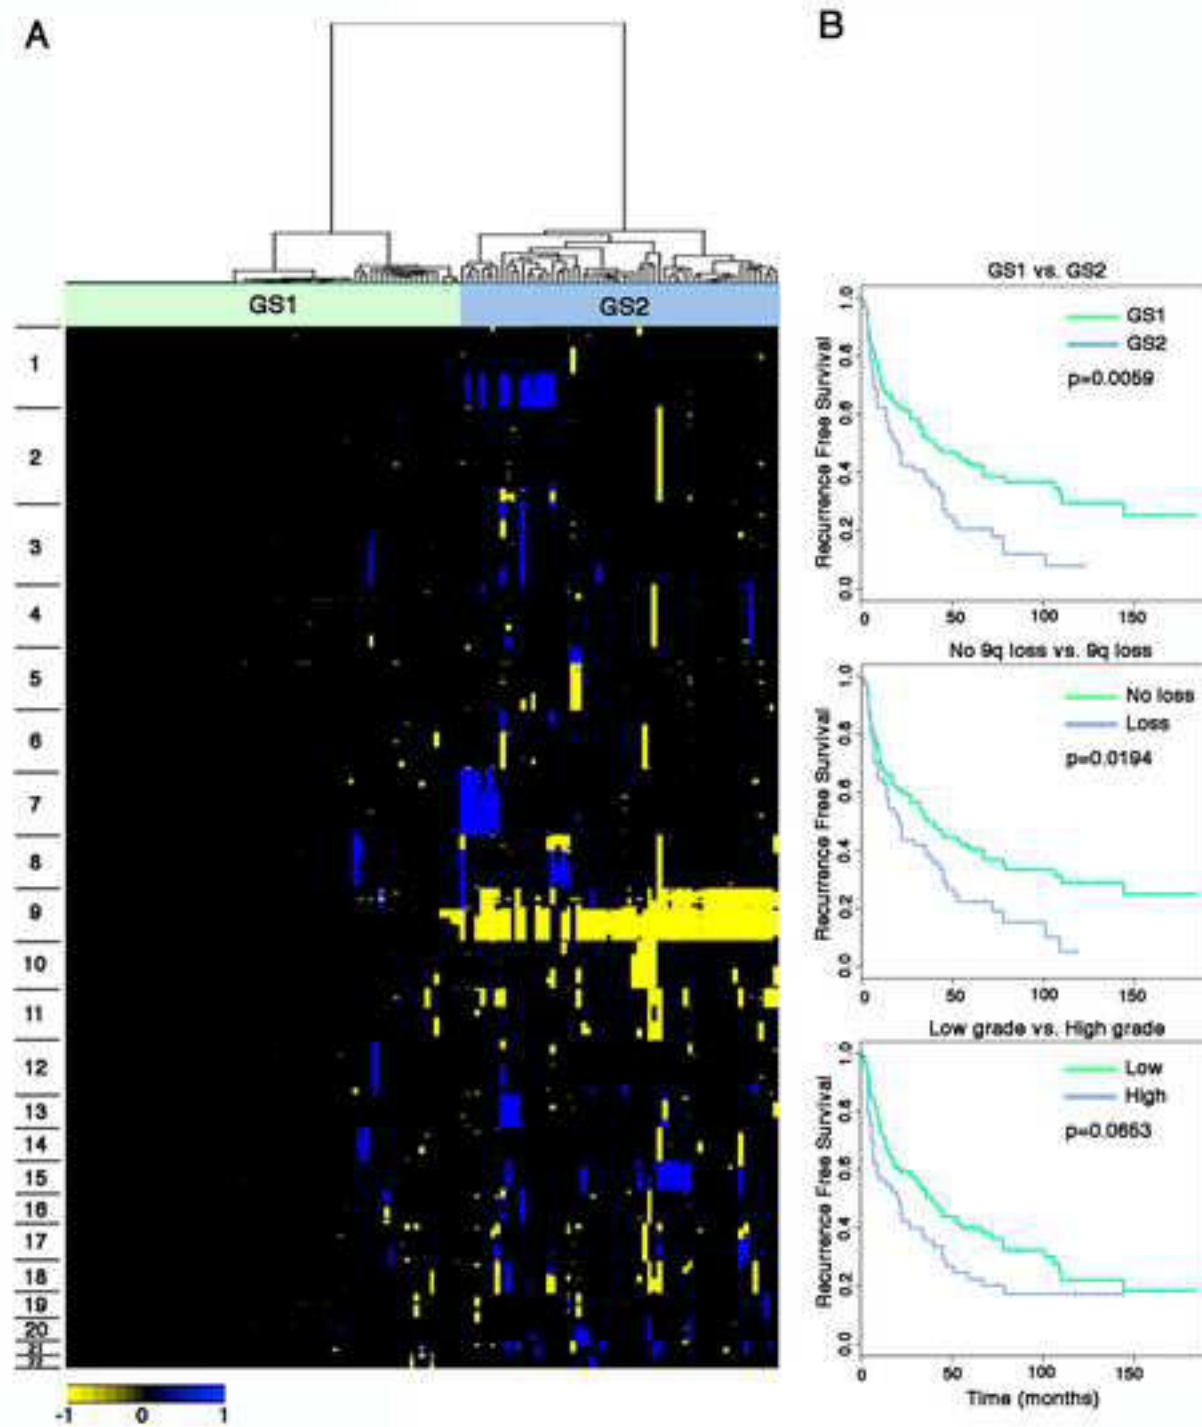 A
B
GS1
GS2
1
2
3
4
5
6
7
8
9
10
11
12
13
14
15
16
17
18
19
20
21
22
-1
0
1
GS1 vs. GS2
GS1
GS2
p=0.0059
Recurrence Free Survival
0.0
0.2
0.4
0.6
0.8
1.0
0
50
100
150
No 9q loss vs. 9q loss
No loss
Loss
p=0.0194
Recurrence Free Survival
0.0
0.2
0.4
0.6
0.8
1.0
0
50
100
150
Low grade vs. High grade
Low
High
p=0.0653
Recurrence Free Survival
0.0
0.2
0.4
0.6
0.8
1.0
0
50
100
150
Time (months)